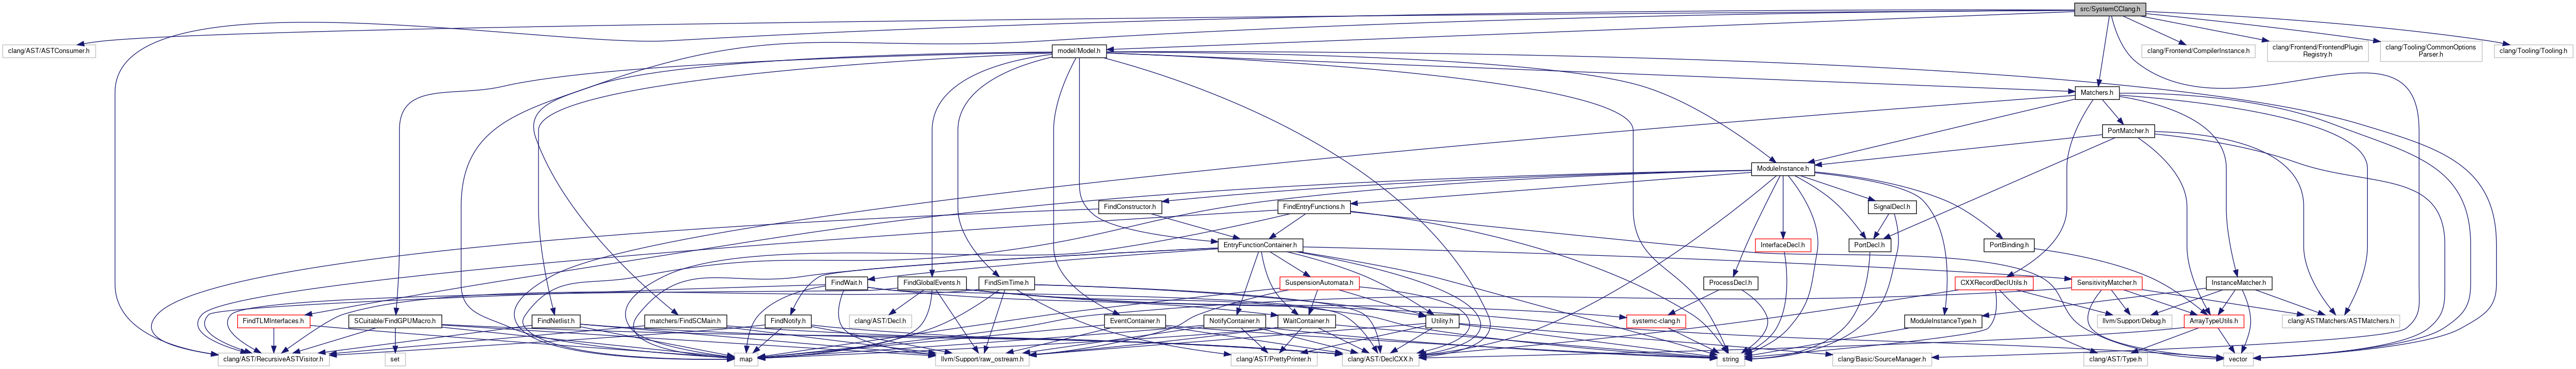 src/SystemCClang.h
clang/AST/ASTConsumer.h
model/Model.h
clang/Frontend/CompilerInstance.h
clang/Frontend/FrontendPlugin
Registry.h
clang/Tooling/CommonOptions
Parser.h
clang/Tooling/Tooling.h
Matchers.h
PortMatcher.h
ModuleInstance.h
FindConstructor.h
FindEntryFunctions.h
SignalDecl.h
EntryFunctionContainer.h
InterfaceDecl.h
PortDecl.h
PortBinding.h
FindWait.h
FindGlobalEvents.h
FindSimTime.h
SuspensionAutomata.h
ProcessDecl.h
CXXRecordDeclUtils.h
SensitivityMatcher.h
InstanceMatcher.h
FindTLMInterfaces.h
SCuitable/FindGPUMacro.h
FindNetlist.h
matchers/FindSCMain.h
FindNotify.h
clang/AST/Decl.h
EventContainer.h
NotifyContainer.h
WaitContainer.h
Utility.h
systemc-clang.h
ModuleInstanceType.h
llvm/Support/Debug.h
ArrayTypeUtils.h
clang/ASTMatchers/ASTMatchers.h
clang/AST/RecursiveASTVisitor.h
set
map
llvm/Support/raw_ostream.h
clang/AST/PrettyPrinter.h
clang/AST/DeclCXX.h
string
clang/Basic/SourceManager.h
clang/AST/Type.h
vector